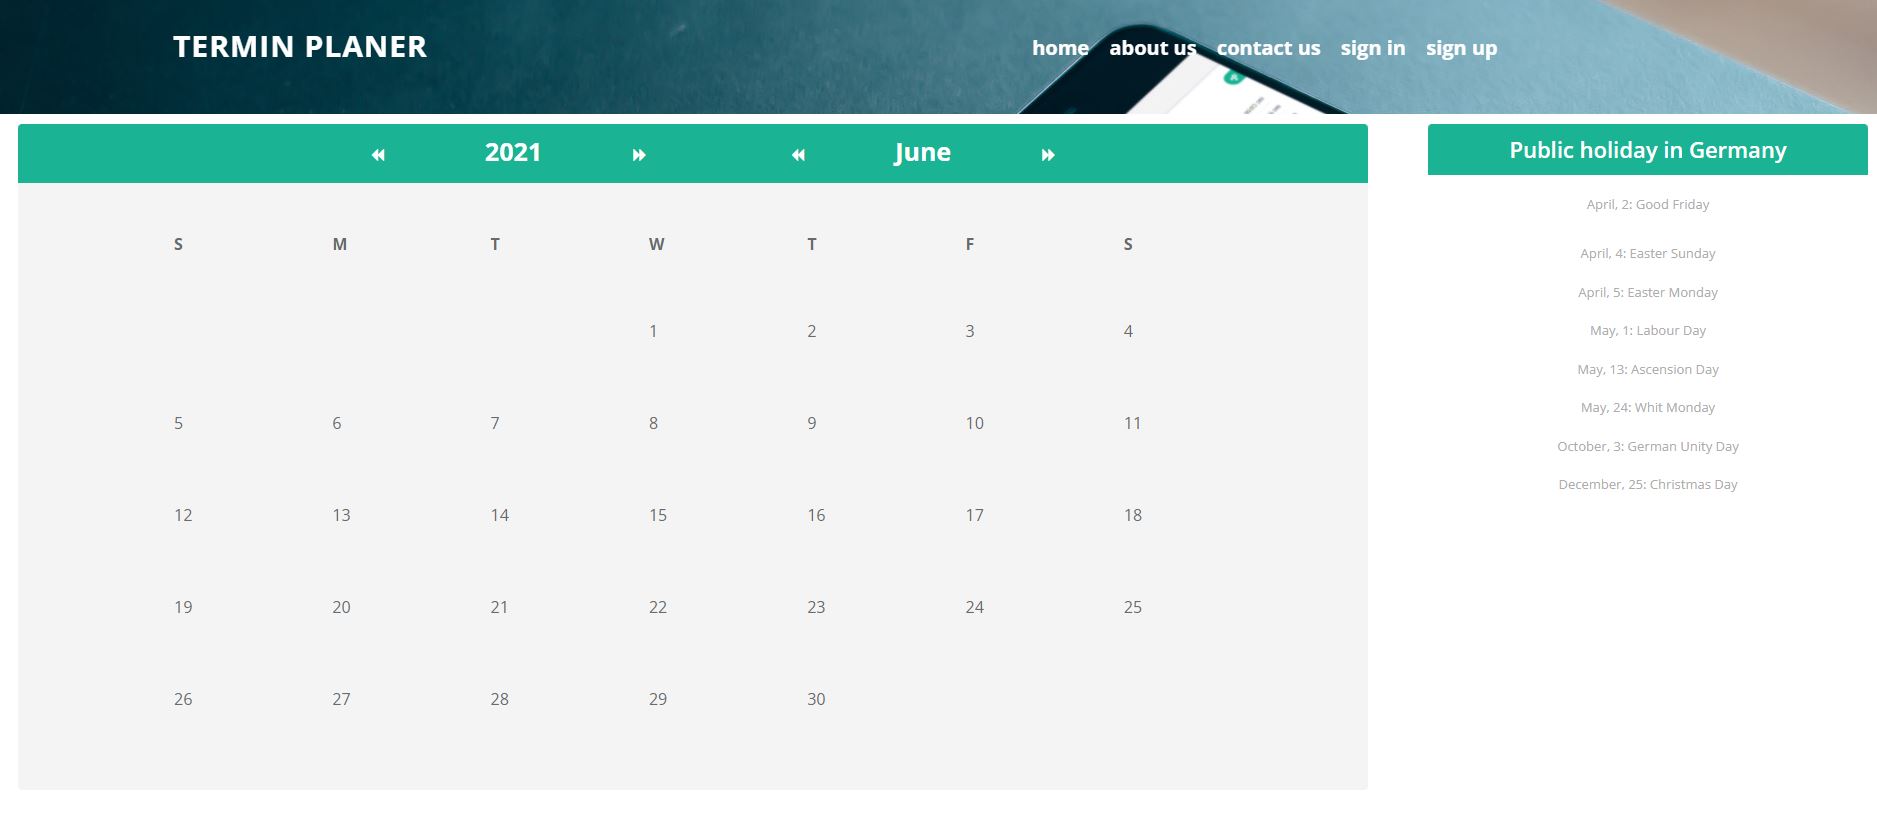 TERMIN PLANER
home about us contact us sign in sign up
2021 June
S M T W T F S
1 2 3 4
5 6 7 8 9 10 11
12 13 14 15 16 17 18
19 20 21 22 23 24 25
26 27 28 29 30
Public holiday in Germany
April, 2: Good Friday
April, 4: Easter Sunday
April, 5: Easter Monday
May, 1: Labour Day
May, 13: Ascension Day
May, 24: Whit Monday
October, 3: German Unity Day
December, 25: Christmas Day